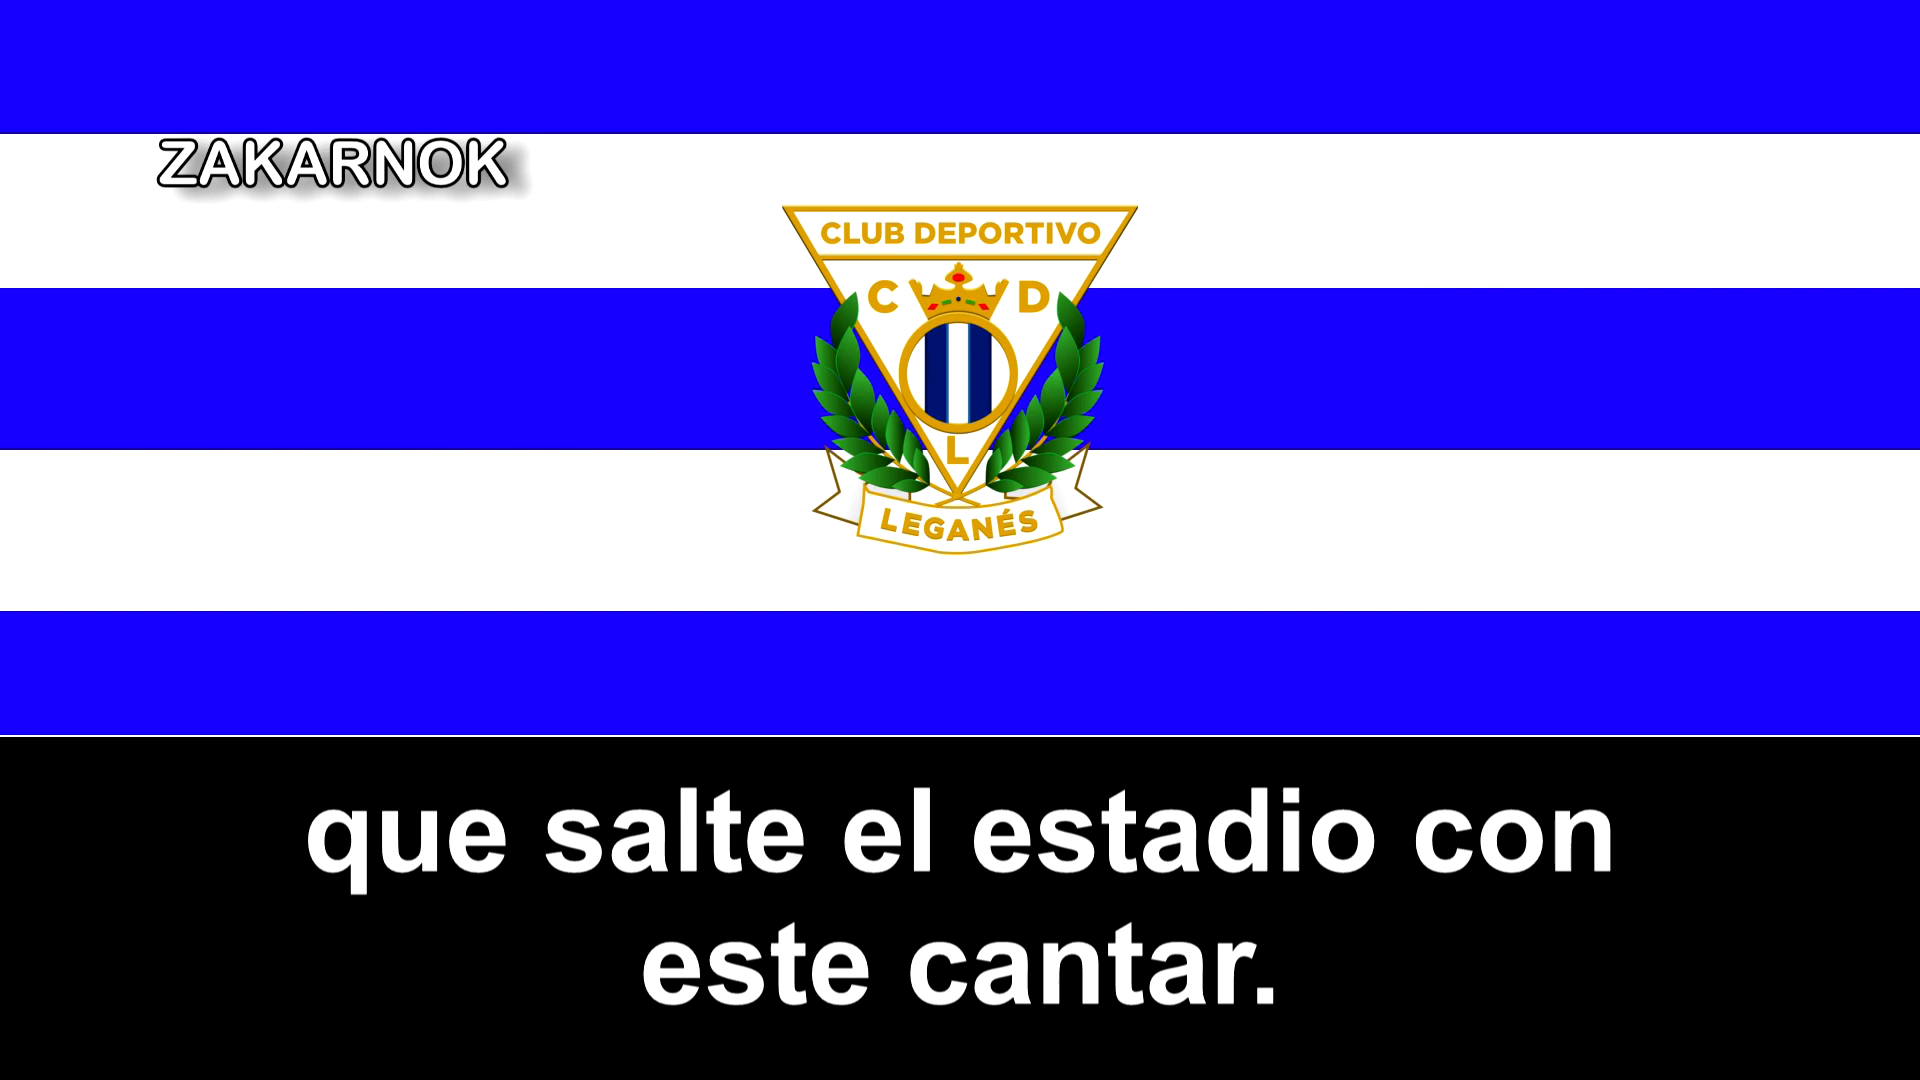 ZAKARNOK
CLUB DEPORTIVO
C D
L
LEGANÉS
que salte el estadio con
este cantar.